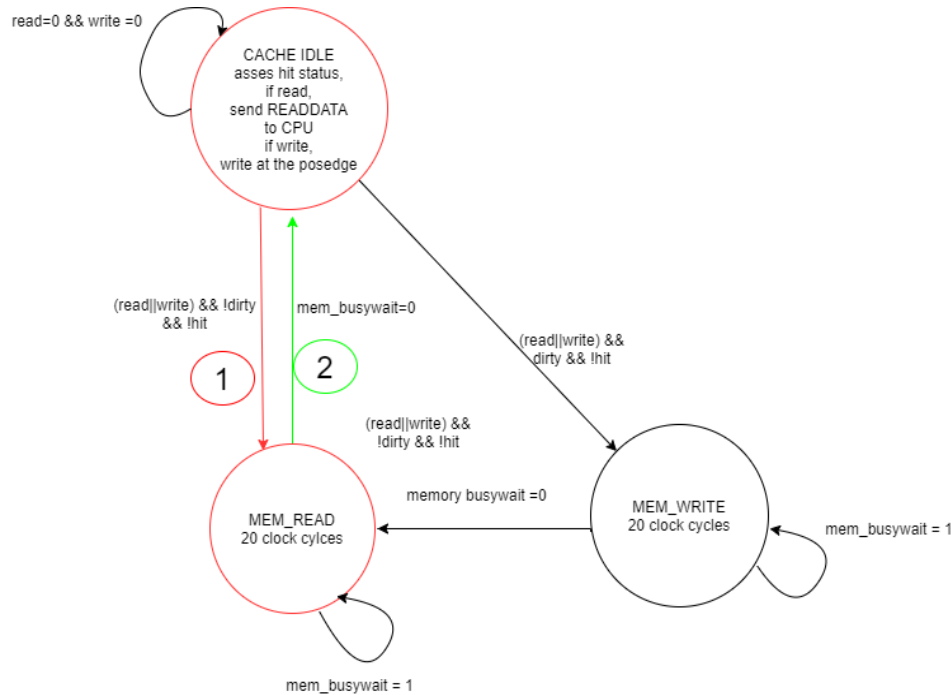 read=0 && write =0
CACHE IDLE
asses hit status,
if read,
send READDATA
to CPU
if write,
write at the posedge
(read||write) && !dirty
&& !hit
mem_busywait=0
1
2
(read||write) &&
dirty && !hit
(read||write) &&
!dirty && !hit
memory busywait =0
MEM_READ
20 clock cylces
MEM_WRITE
20 clock cycles
mem_busywait = 1
mem_busywait = 1